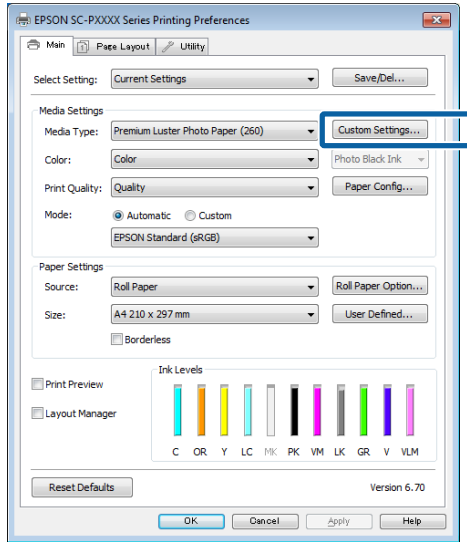 EPSON SC-PXXXX Series Printing Preferences
Main Page Layout Utility
Select Setting: Current Settings Save/Del...
Media Settings
Media Type: Premium Luster Photo Paper (260) Custom Settings...
Color: Color Photo Black Ink
Print Quality: Quality Paper Config...
Mode: Automatic Custom
EPSON Standard (sRGB)
Paper Settings
Source: Roll Paper Roll Paper Option...
Size: A4 210 x 297 mm User Defined...
Borderless
Ink Levels
Print Preview
Layout Manager
C OR Y LC MK PK VM LK GR V VLM
Reset Defaults Version 6.70
OK Cancel Apply Help